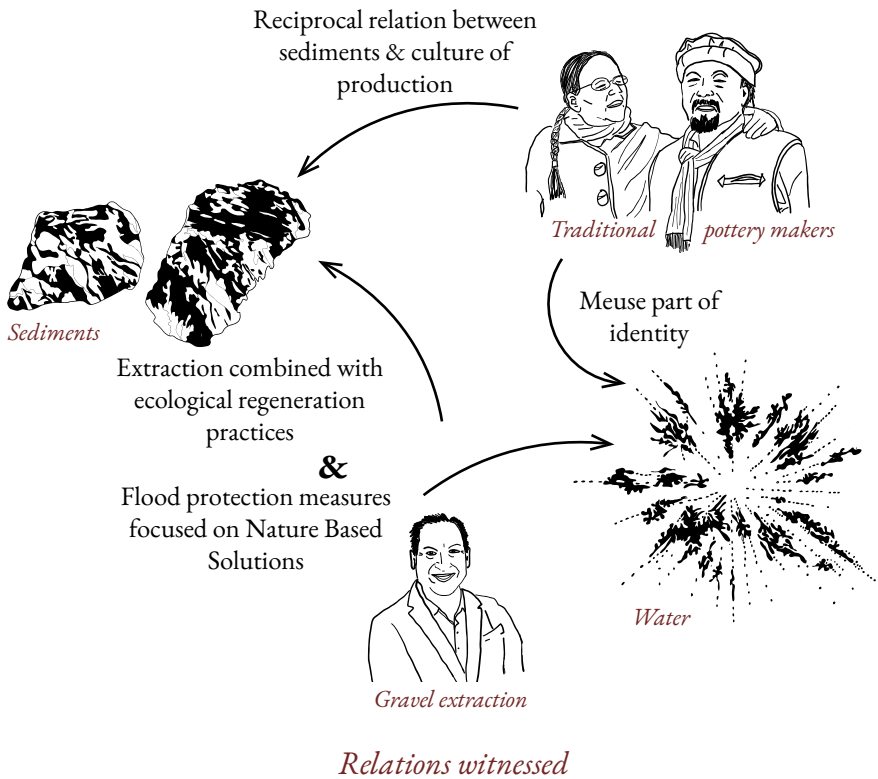 Reciprocal relation between
sediments & culture of
production
Traditional pottery makers
Sediments
Meuse part of
identity
Extraction combined with
ecological regeneration
practices
&
Flood protection measures
focused on Nature Based
Solutions
Water
Gravel extraction
Relations witnessed